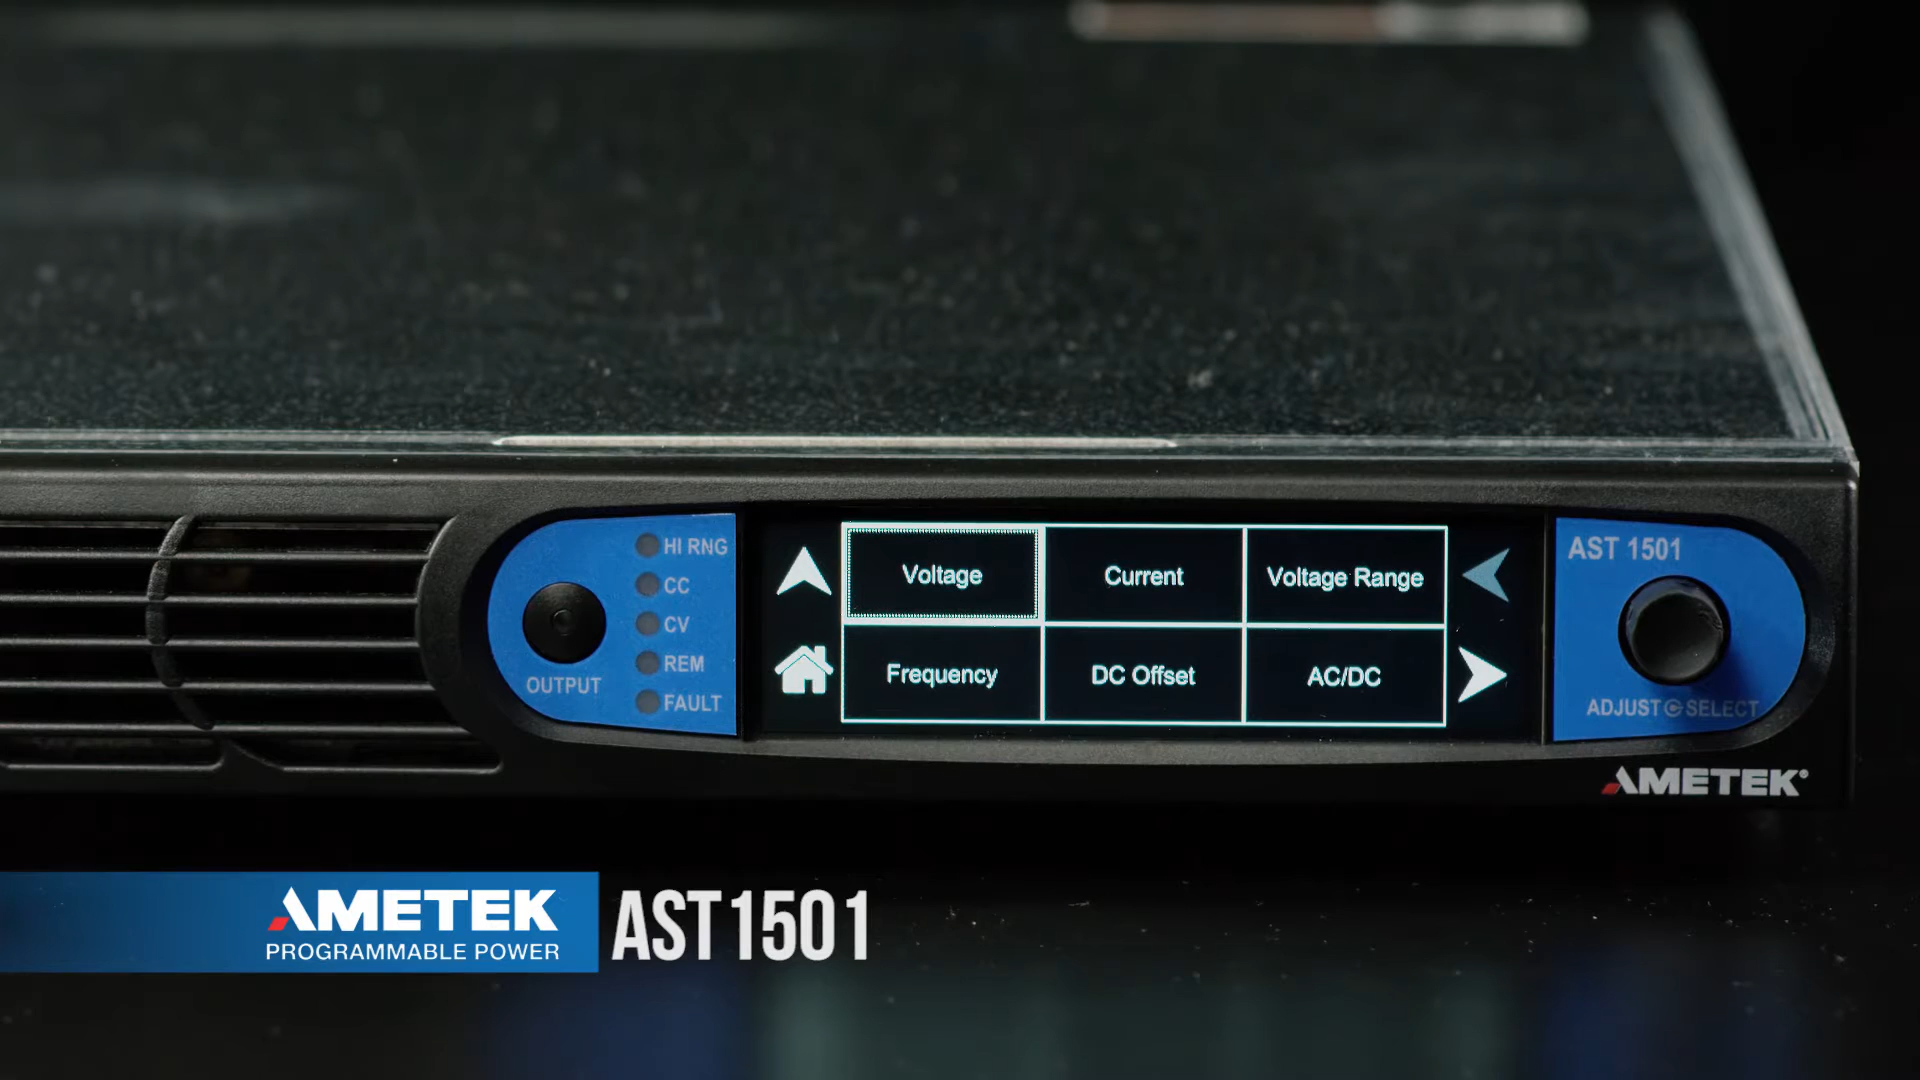 HI RNG
CC
CV
REM
FAULT
OUTPUT
Voltage
Current
Voltage Range
Frequency
DC Offset
AC/DC
AST 1501
ADJUST SELECT
AMETEK®
AMETEK
PROGRAMMABLE POWER
AST1501